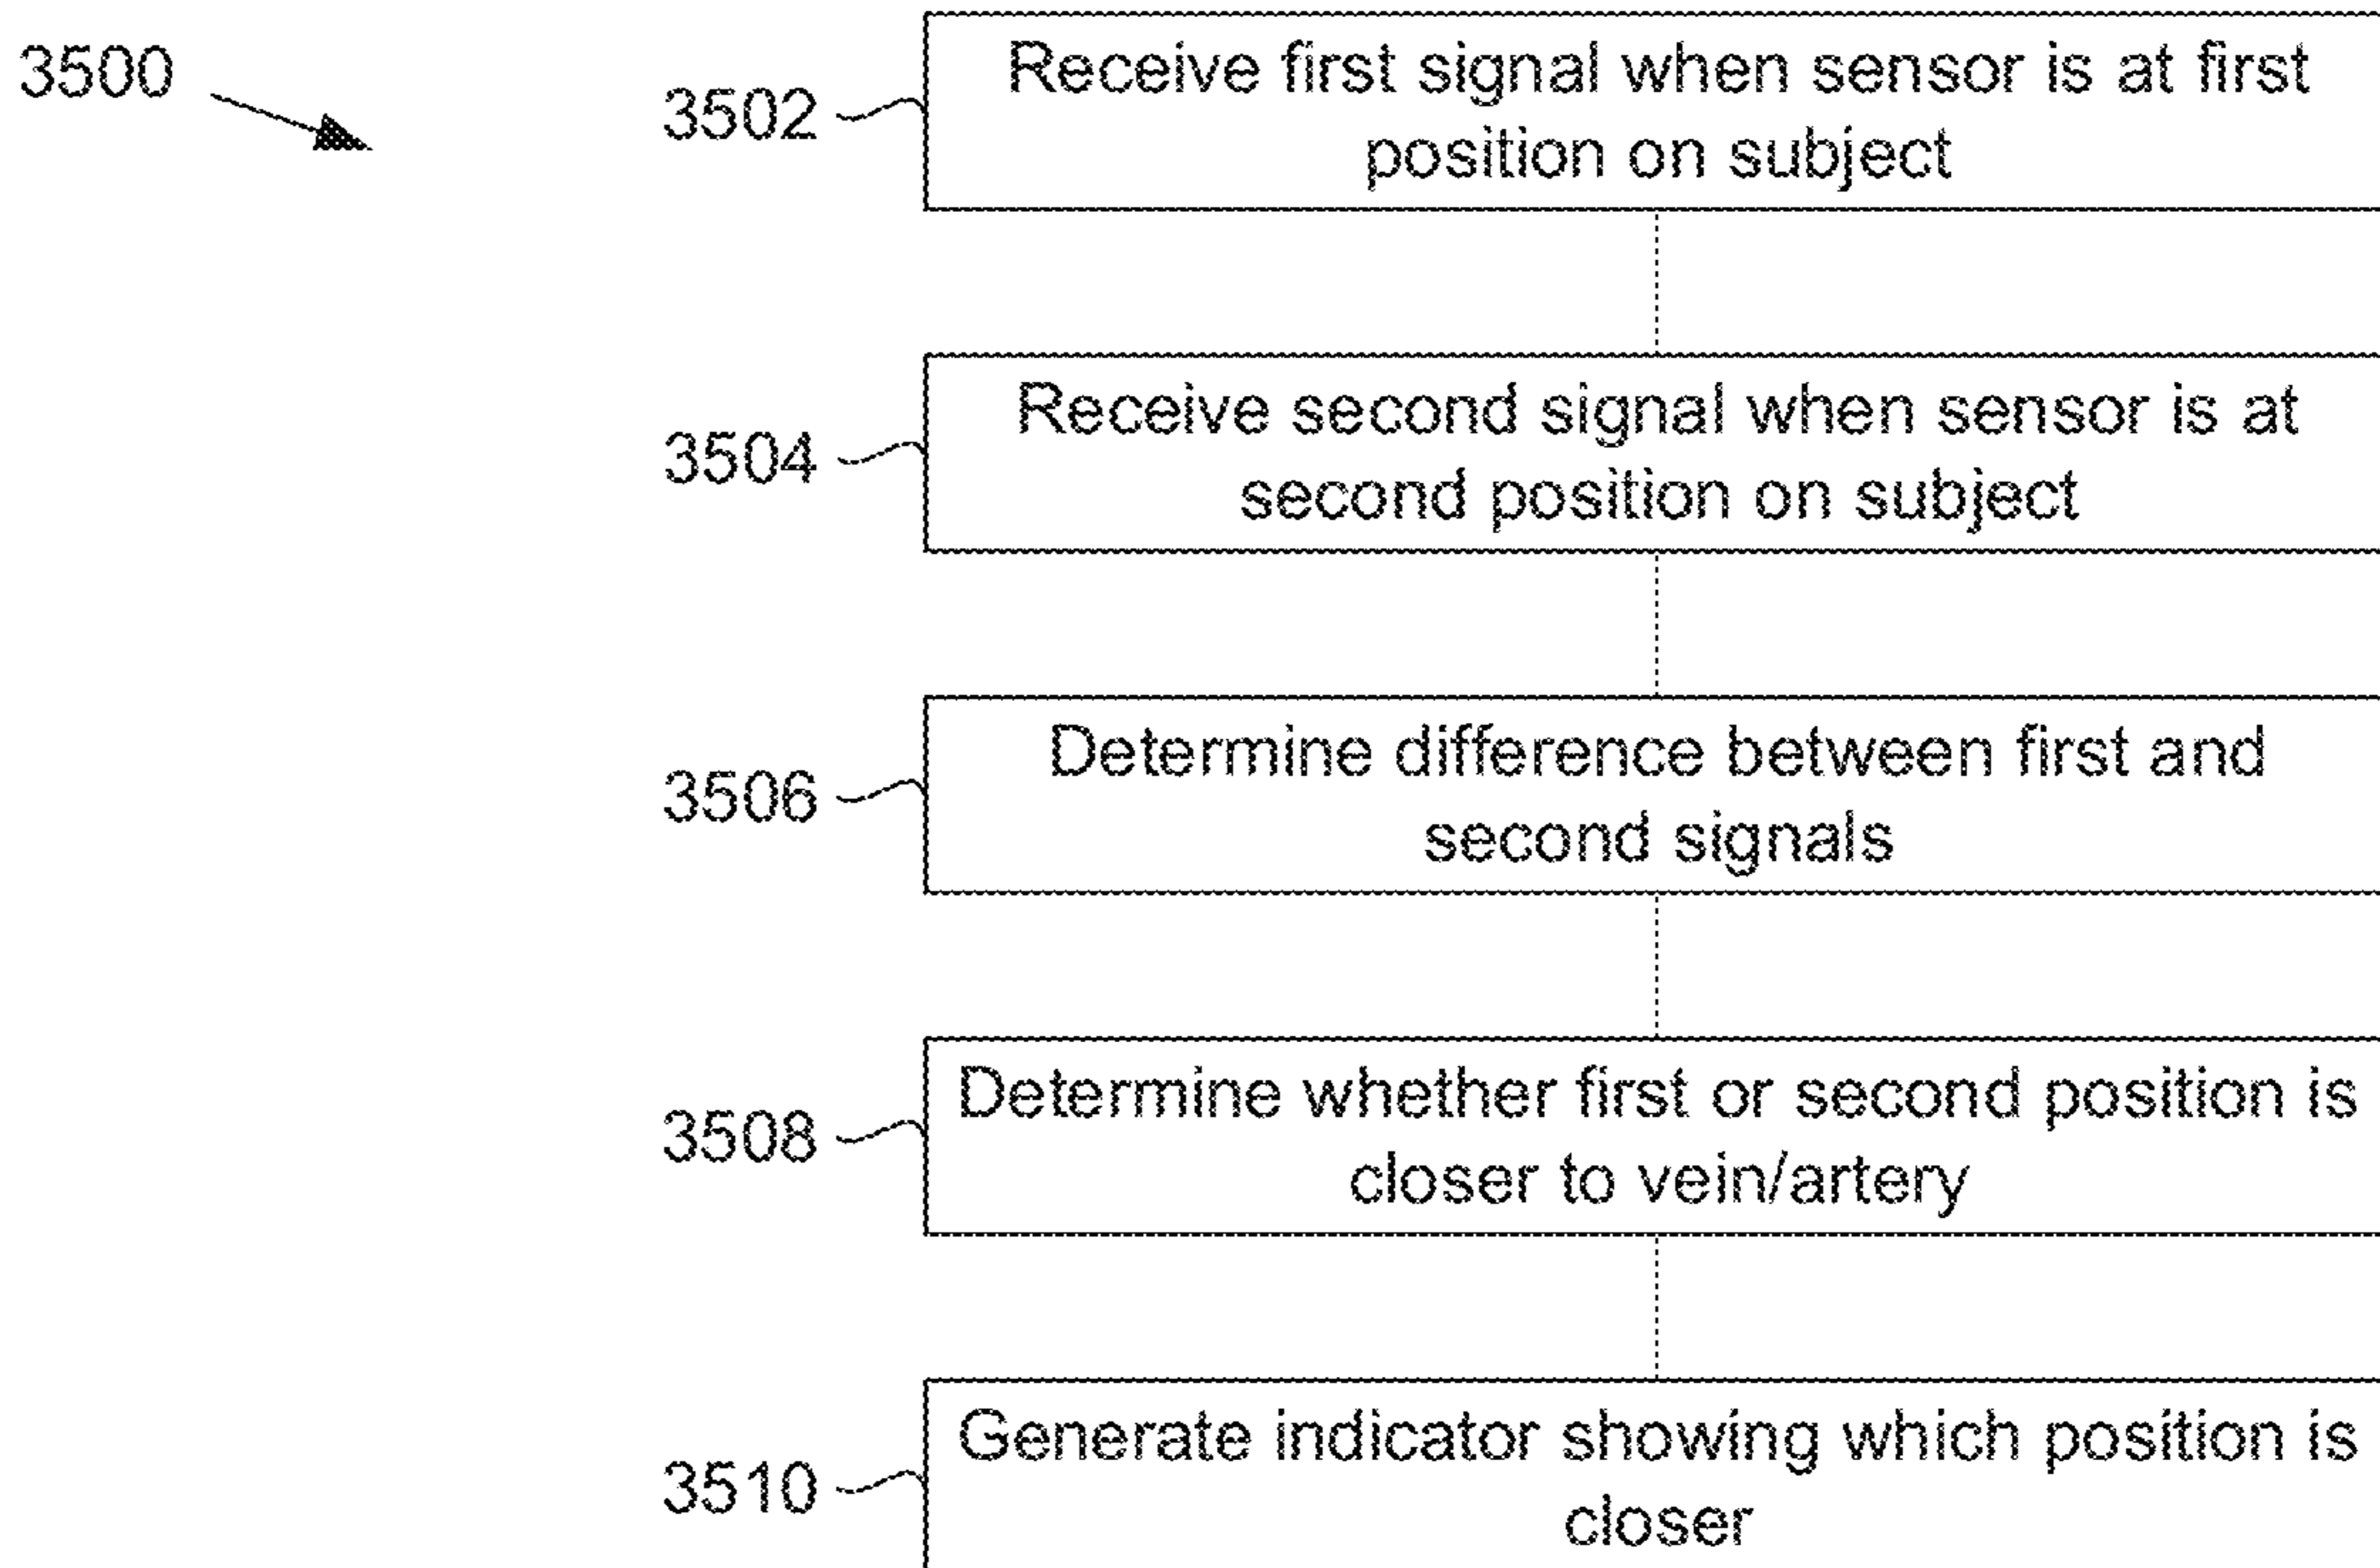 3500
3502
Receive first signal when sensor is at first
position on subject
3504
Receive second signal when sensor is at
second position on subject
3506
Determine difference between first and
second signals
3508
Determine whether first or second position is
closer to vein/artery
3510
Generate indicator showing which position is
closer